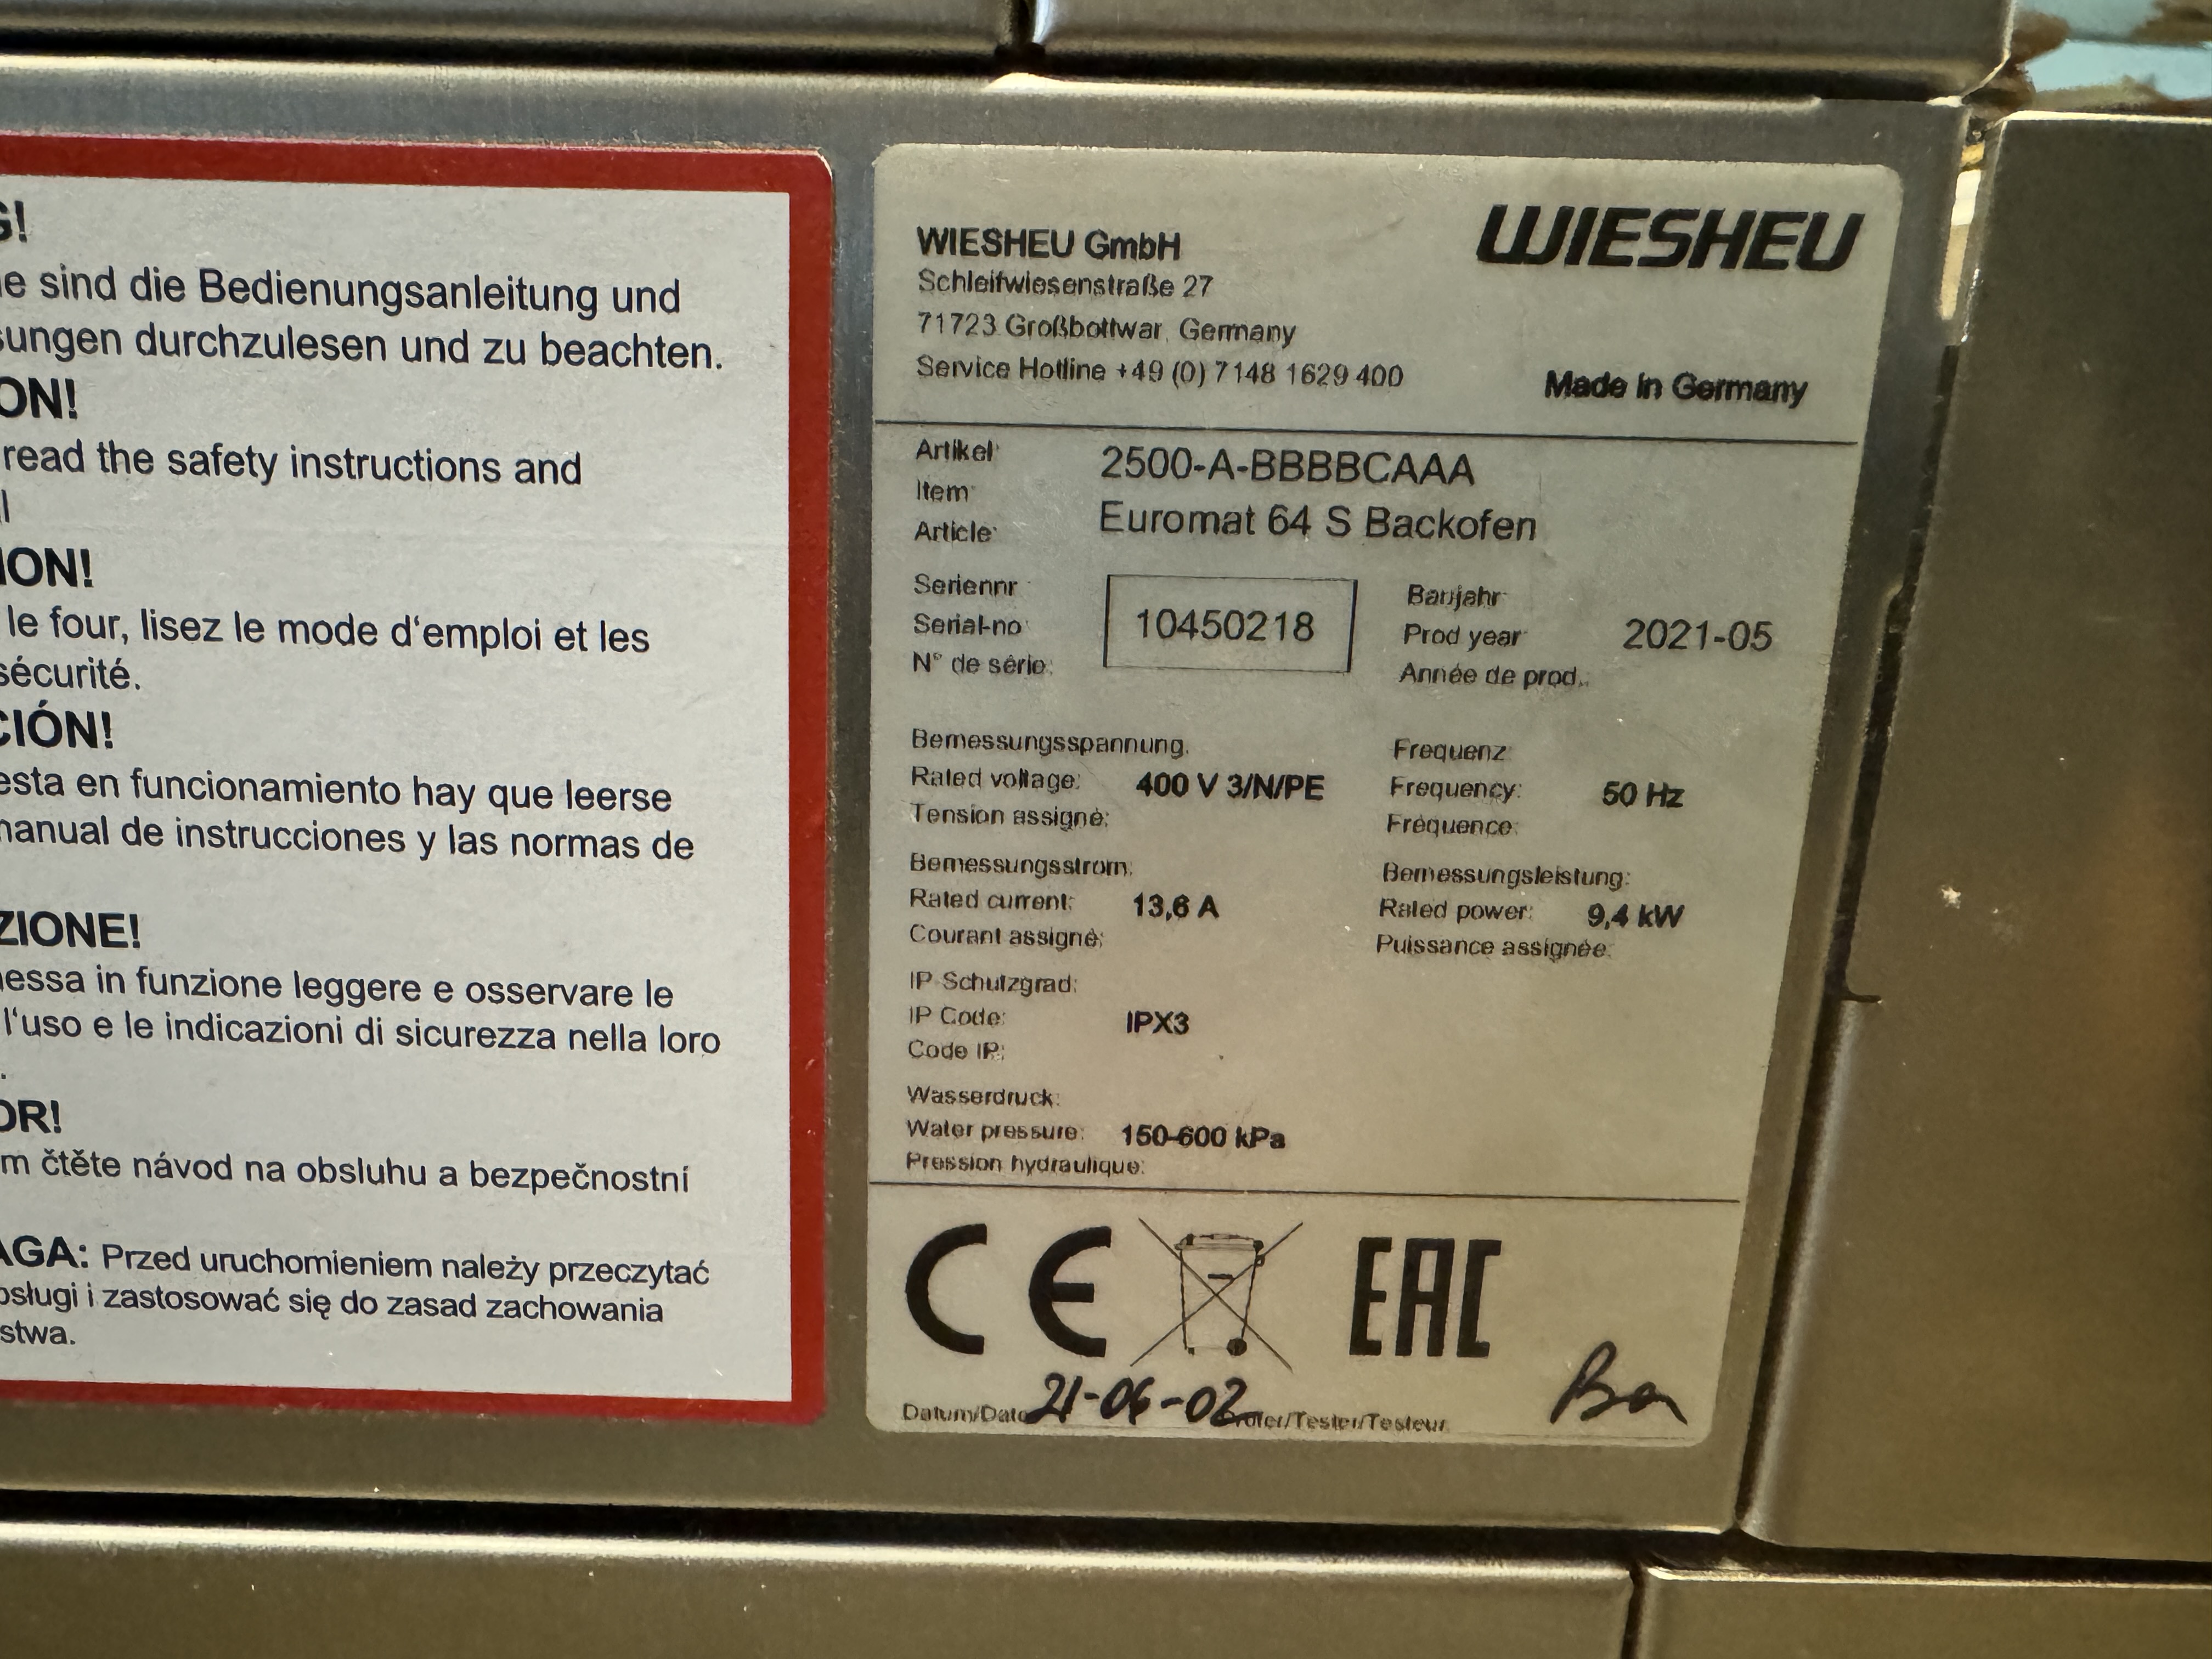 G!
e sind die Bedienungsanleitung und
sungen durchzulesen und zu beachten.
ON!
read the safety instructions and
l
ION!
le four, lisez le mode d‘emploi et les
sécurité.
CIÓN!
esta en funcionamiento hay que leerse
manual de instrucciones y las normas de
ZIONE!
essa in funzione leggere e osservare le
l‘uso e le indicazioni di sicurezza nella loro
.
OR!
m čtěte návod na obsluhu a bezpečnostní
AGA: Przed uruchomieniem należy przeczytać
obsługi i zastosować się do zasad zachowania
stwa.
WIESHEU GmbH
Schleifwiesenstraße 27
71723 Großbottwar, Germany
Service Hotline +49 (0) 7148 1629 400
WIESHEU
Made in Germany
Artikel:
Item:
Article:
2500-A-BBBBCAAA
Euromat 64 S Backofen
Seriennr.:
Serial-no:
N° de série:
10450218
Baujahr:
Prod year:
Année de prod.:
2021-05
Bemessungsspannung:
Rated voltage: 400 V 3/N/PE
Tension assigné:
Frequenz:
Frequency: 50 Hz
Fréquence:
Bemessungsstrom:
Rated current: 13,6 A
Courant assigné:
Bemessungsleistung:
Rated power: 9,4 kW
Puissance assignée:
IP Schutzgrad:
IP Code: IPX3
Code IP:
Wasserdruck:
Water pressure: 150-600 kPa
Pression hydraulique:
CE
EAC
Datum/Date 21-06-02 /Tester/Testeur